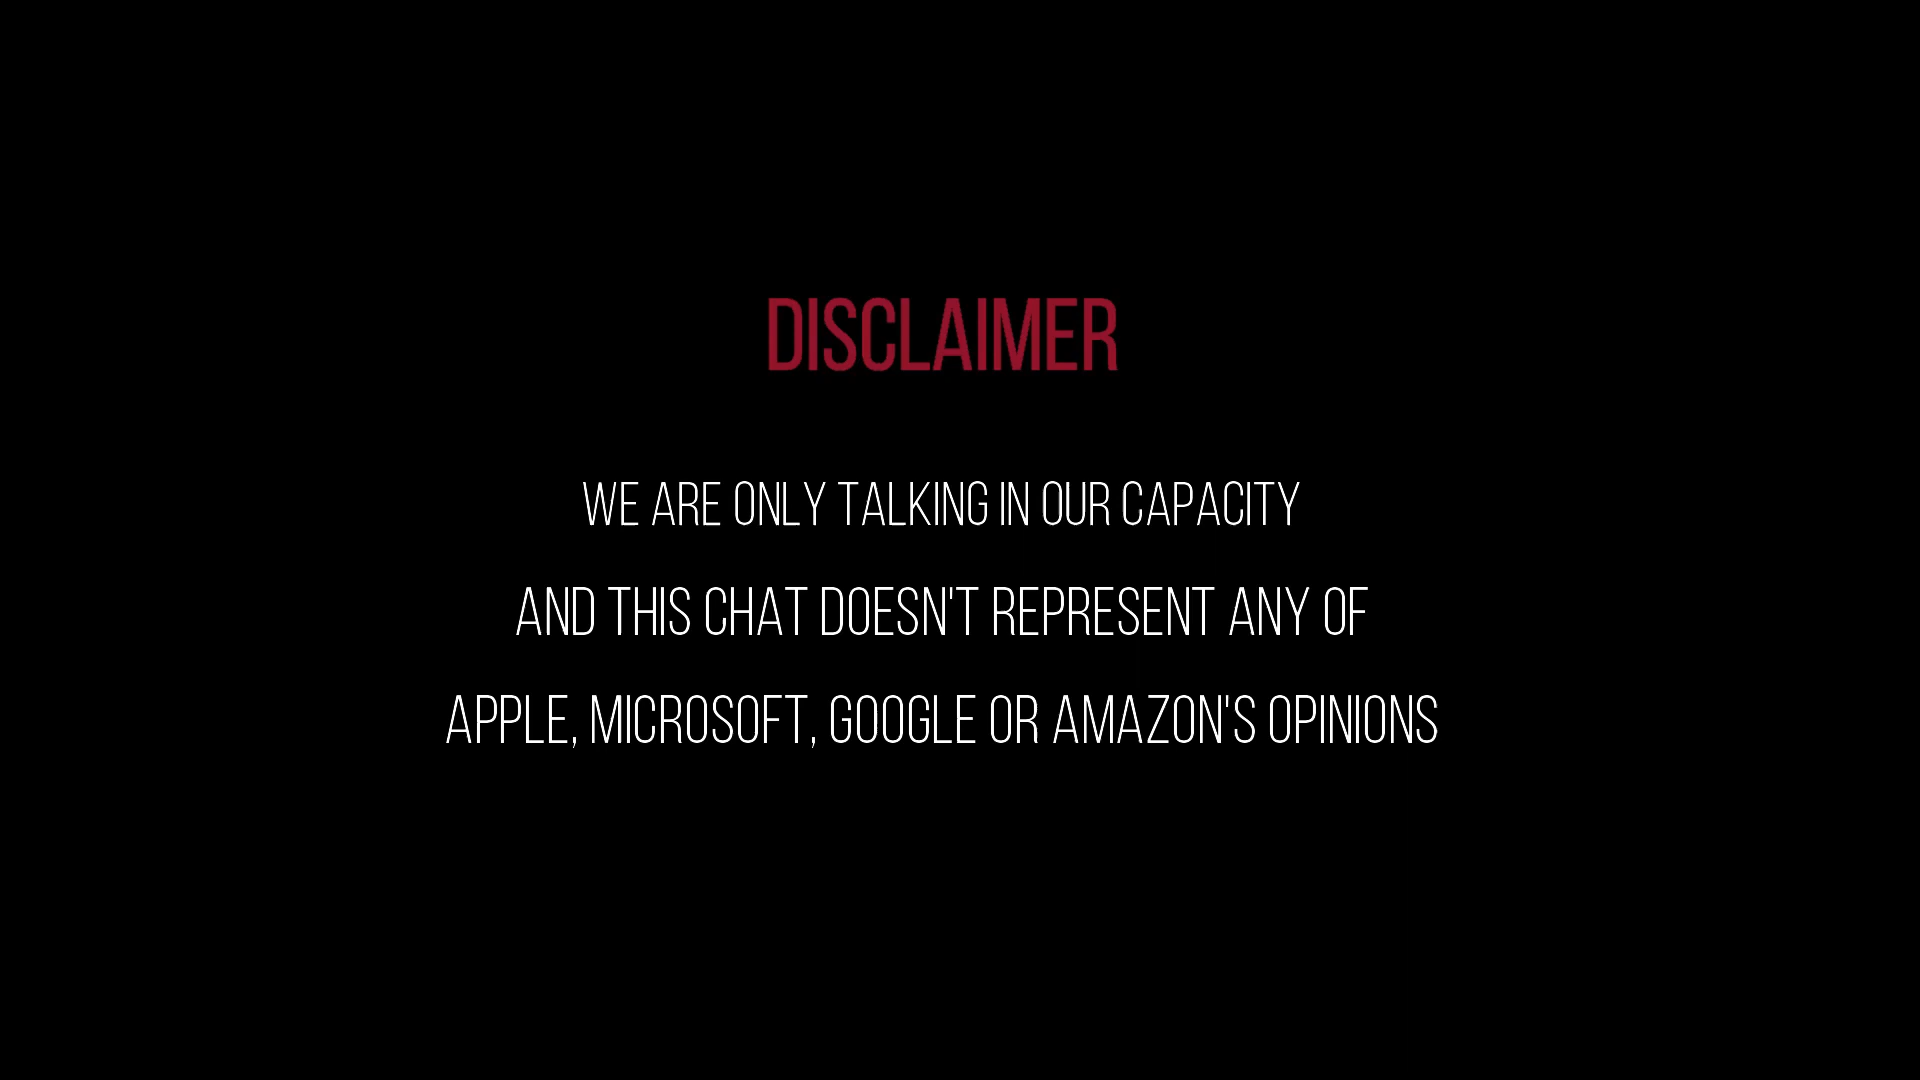 DISCLAIMER
WE ARE ONLY TALKING IN OUR CAPACITY
AND THIS CHAT DOESN'T REPRESENT ANY OF
APPLE, MICROSOFT, GOOGLE OR AMAZON'S OPINIONS